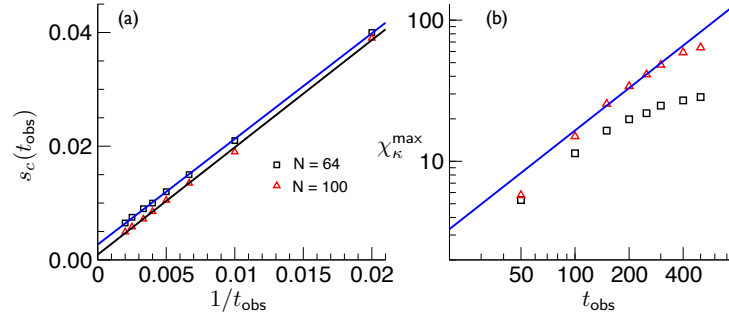 (a)
(b)
0.04
0.02
0.00
s_c(t_obs)
N = 64
N = 100
0 0.005 0.01 0.015 0.02
1/t_obs
100
10
χ_κ^max
50 100 200 400
t_obs